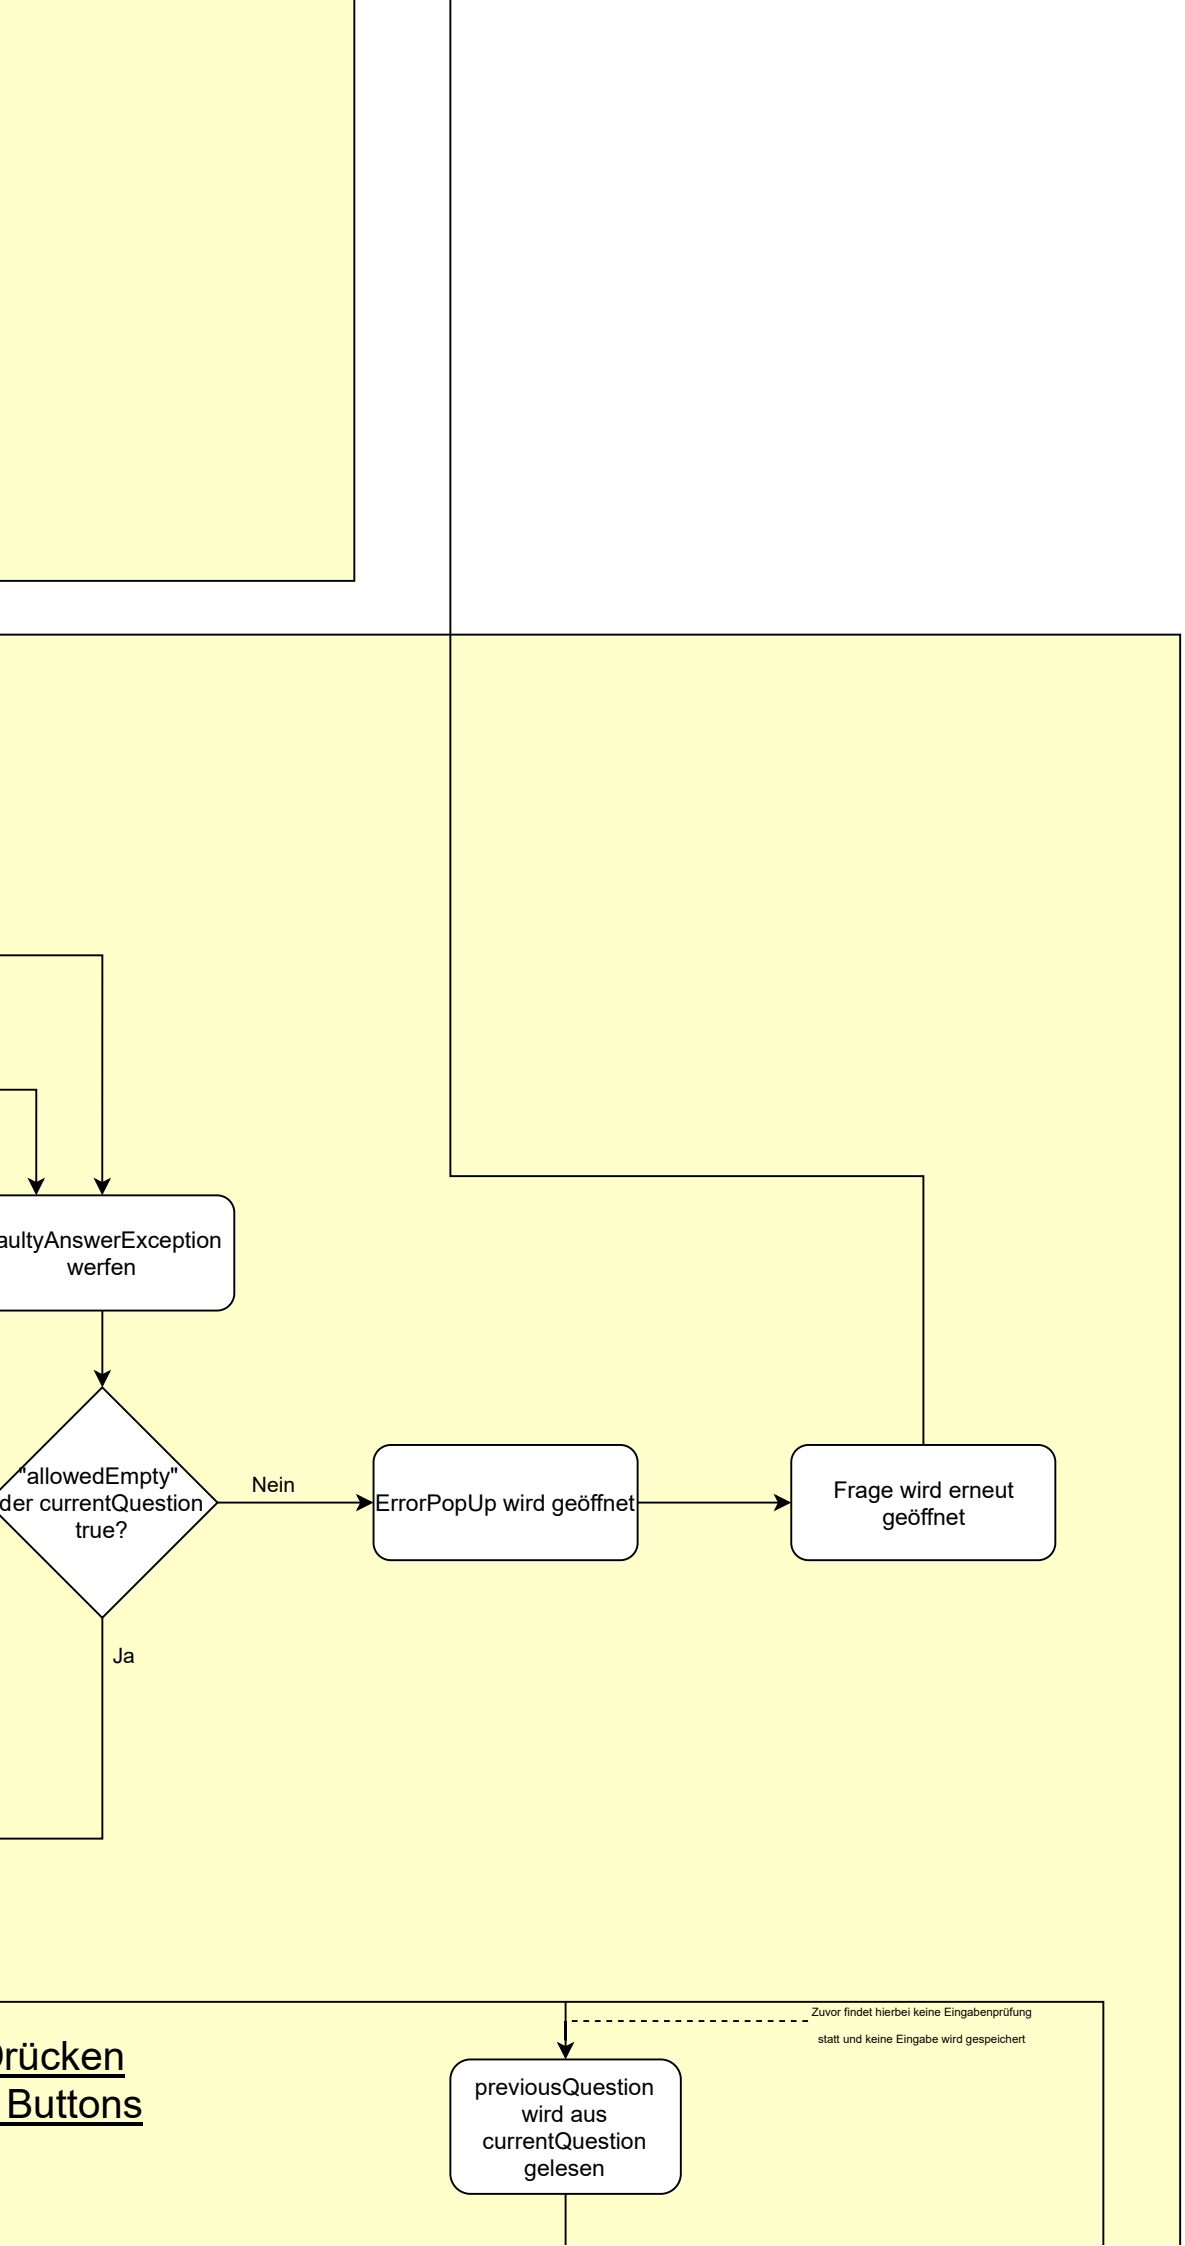 aultyAnswerException
werfen
"allowedEmpty"
der currentQuestion
true?
Nein
ErrorPopUp wird geöffnet
Frage wird erneut
geöffnet
Ja
Zuvor findet hierbei keine Eingabenprüfung
statt und keine Eingabe wird gespeichert
Drücken
Buttons
previousQuestion
wird aus
currentQuestion
gelesen